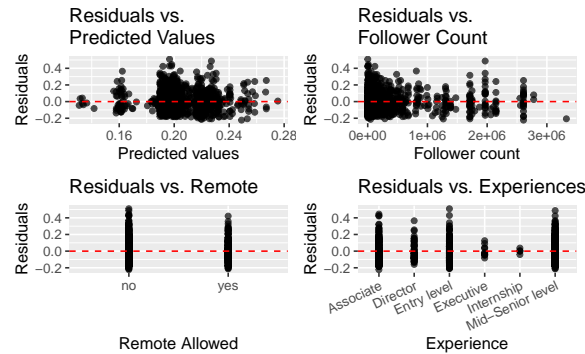 Residuals vs.
Predicted Values
Residuals
0.4
0.2
0.0
−0.2
0.16
0.20
0.24
0.28
Predicted values
Residuals vs.
Follower Count
Residuals
0.4
0.2
0.0
−0.2
0e+00
1e+06
2e+06
3e+06
Follower count
Residuals vs. Remote
Residuals
0.4
0.2
0.0
−0.2
no
yes
Remote Allowed
Residuals vs. Experiences
Residuals
0.4
0.2
0.0
−0.2
Associate
Director
Entry level
Executive
Internship
Mid−Senior level
Experience